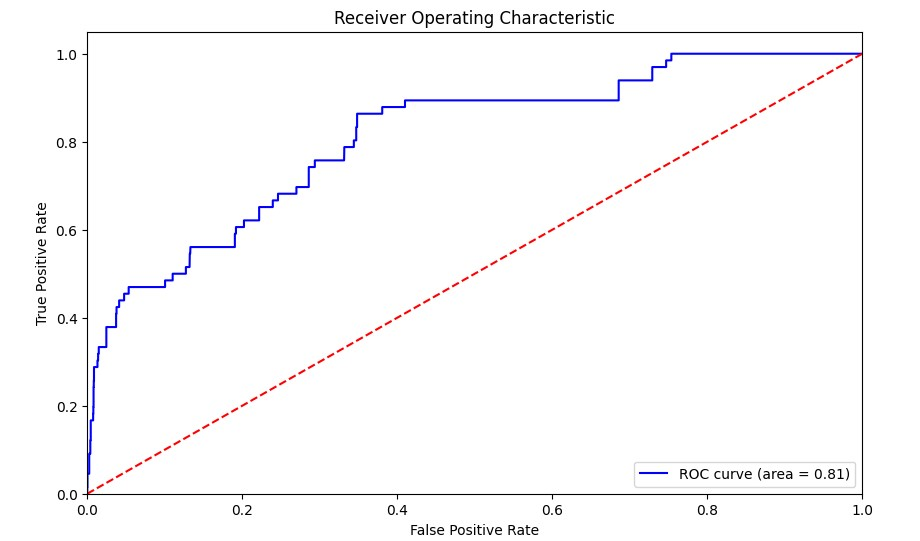 Receiver Operating Characteristic
1.0
0.8
0.6
0.4
0.2
0.0
True Positive Rate
ROC curve (area = 0.81)
0.0 0.2 0.4 0.6 0.8 1.0
False Positive Rate